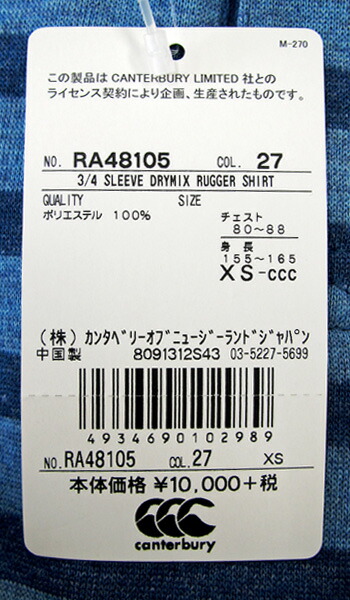 M-270
この製品は CANTERBURY LIMITED 社との
ライセンス契約により企画、生産されたものです。
NO. RA48105 COL. 27
3/4 SLEEVE DRYMIX RUGGER SHIRT
QUALITY SIZE
ポリエステル 100%
チェスト
80~88
身 長
155~165
XS-CCC
(株) カンタベリーオブニュージーランドジャパン
中国製 8091312S43 03-5227-5699
4934690102989
NO. RA48105 COL. 27 XS
本体価格 ¥10,000+税
CCC
canterbury